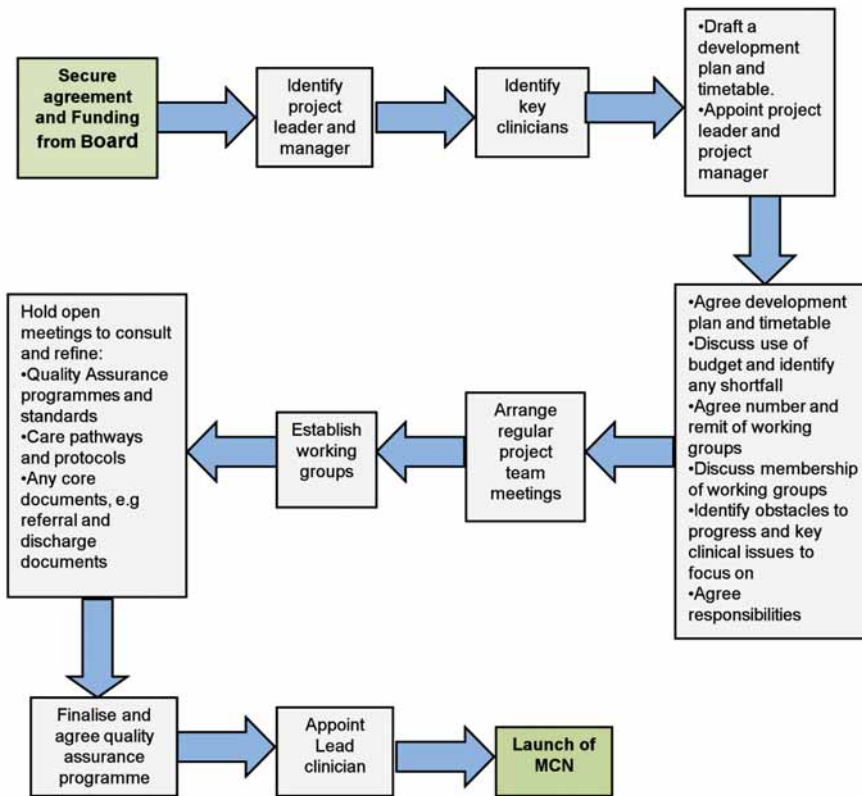 Secure
agreement
and Funding
from Board
Identify
project
leader and
manager
Identify
key
clinicians
•Draft a
development
plan and
timetable.
•Appoint project
leader and
project
manager
•Agree development
plan and timetable
•Discuss use of
budget and identify
any shortfall
•Agree number and
remit of working
groups
•Discuss membership
of working groups
•Identify obstacles to
progress and key
clinical issues to
focus on
•Agree
responsibilities
Arrange
regular
project
team
meetings
Establish
working
groups
Hold open
meetings to consult
and refine:
•Quality Assurance
programmes and
standards
•Care pathways
and protocols
•Any core
documents, e.g
referral and
discharge
documents
Finalise and
agree quality
assurance
programme
Appoint
Lead
clinician
Launch of
MCN